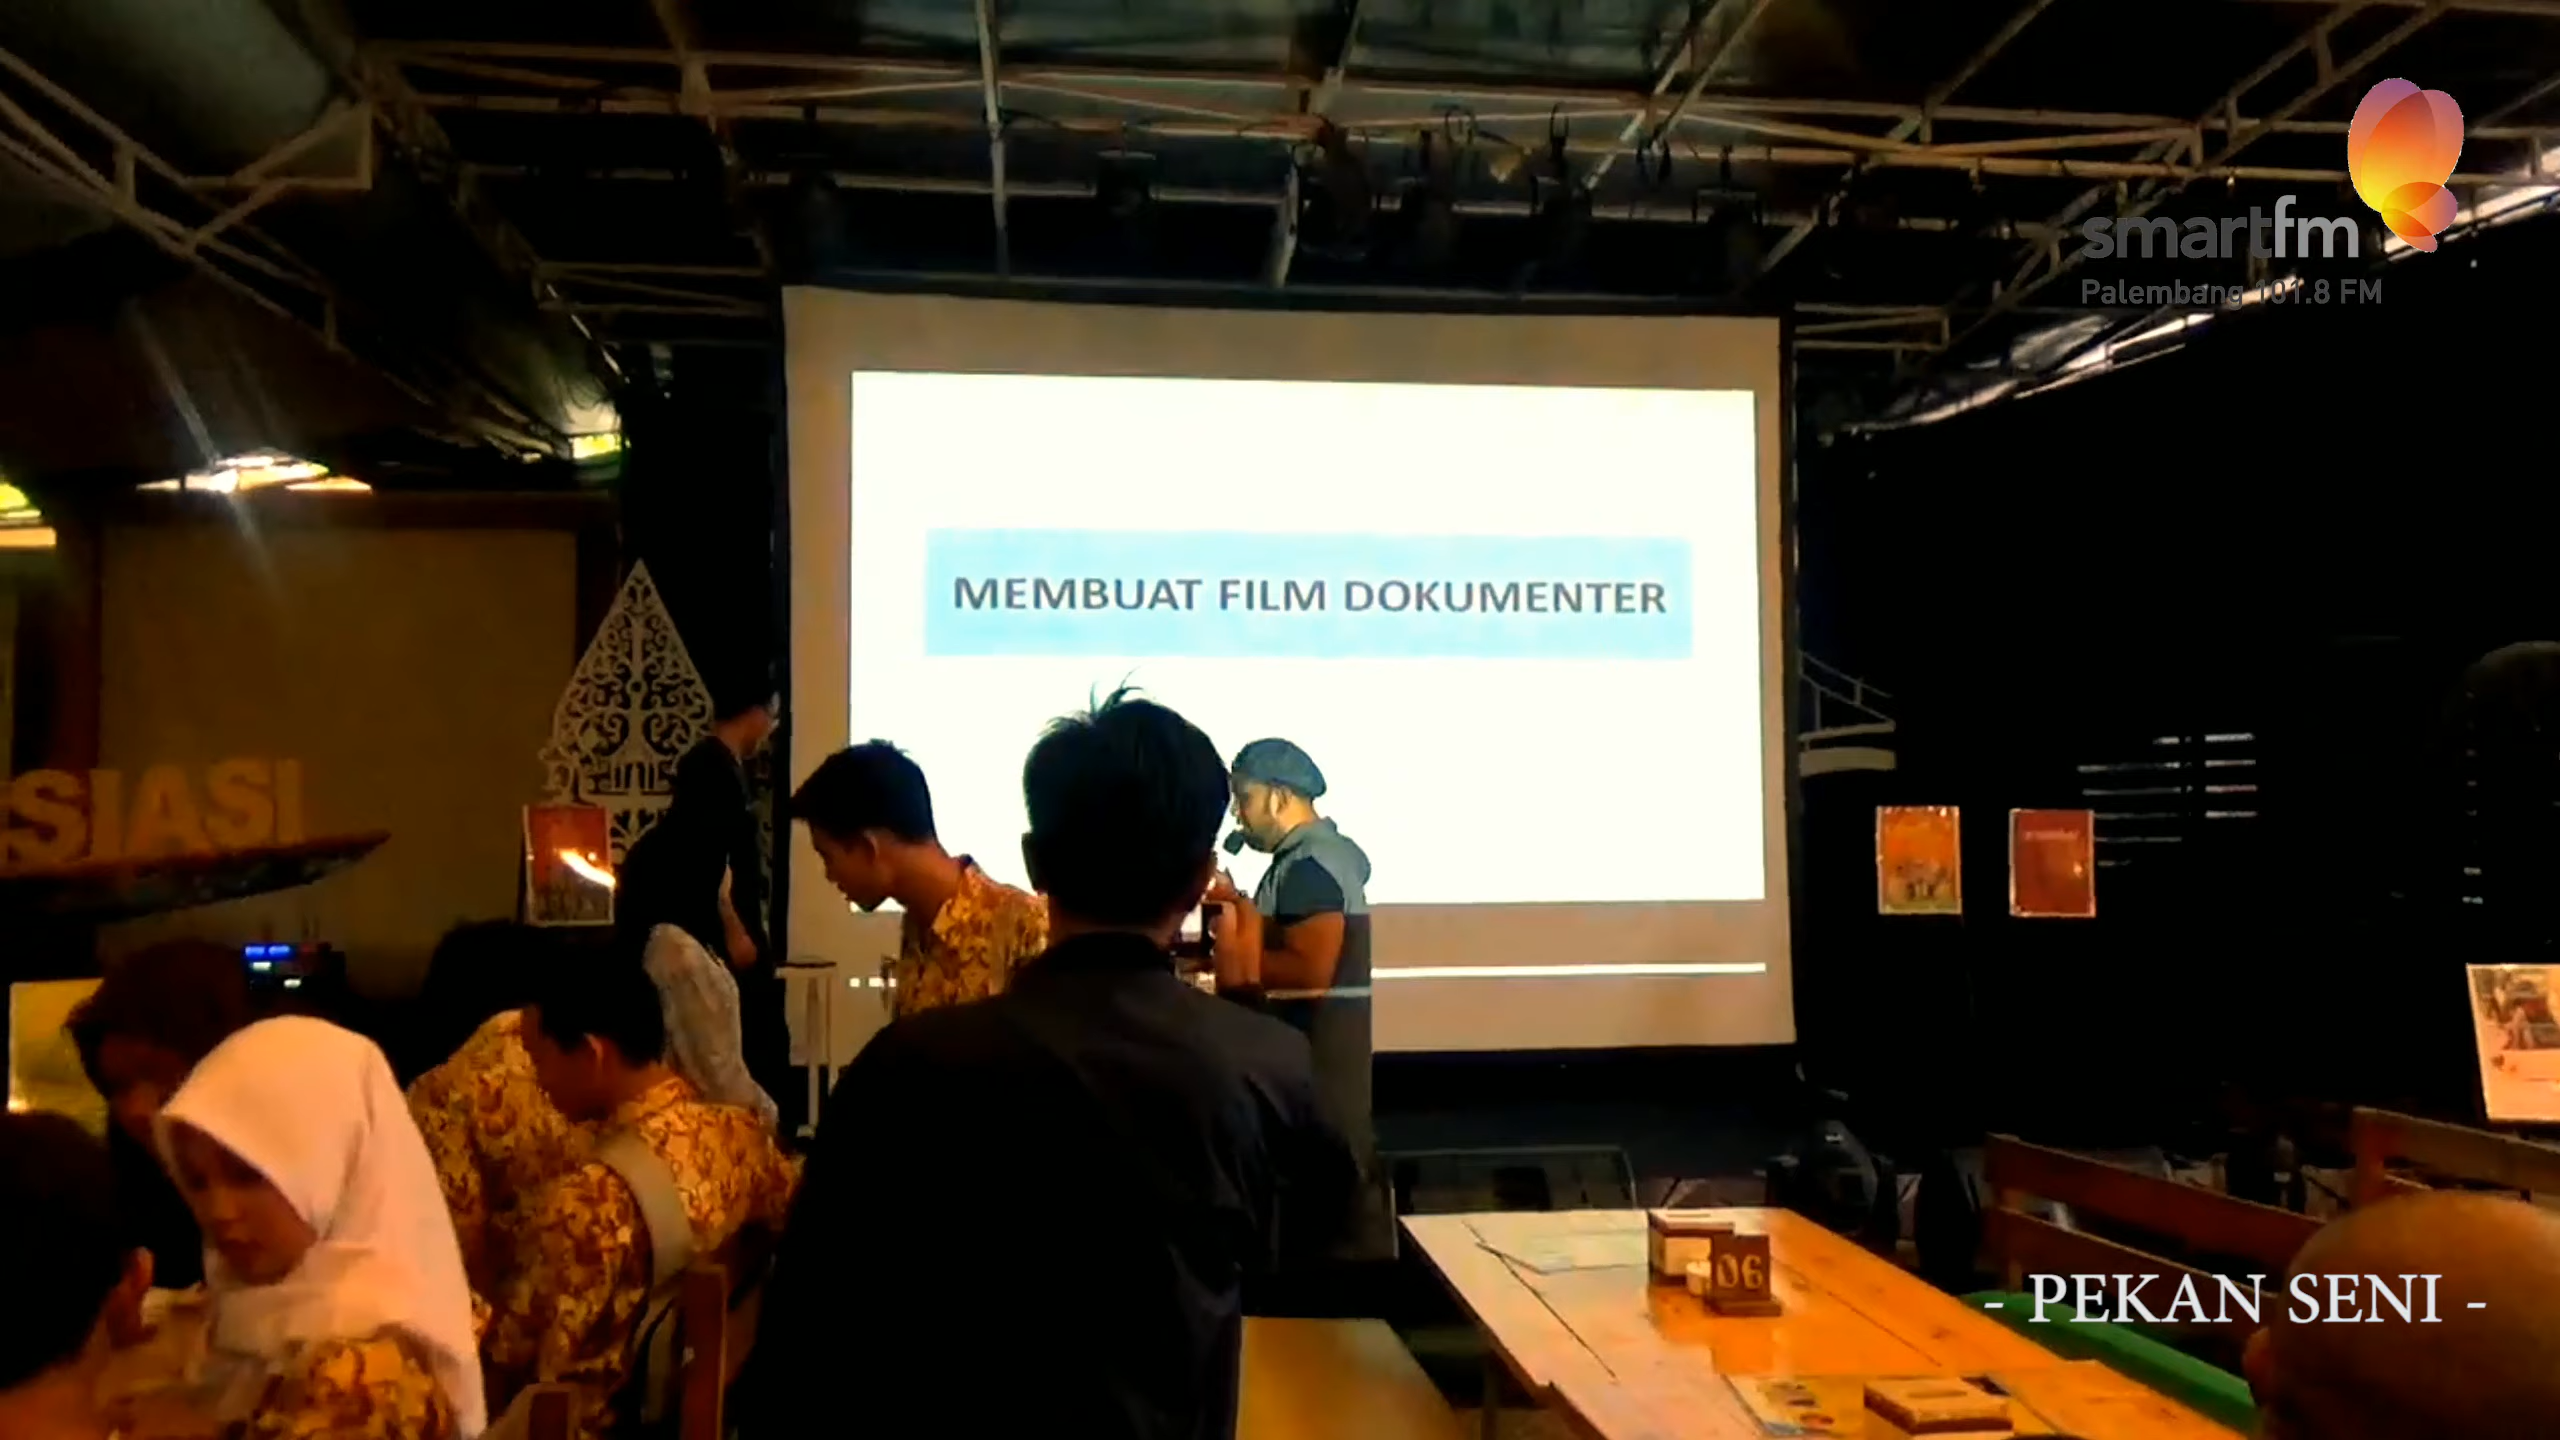 smartfm
Palembang 101.8 FM
MEMBUAT FILM DOKUMENTER
SIASI
06
- PEKAN SENI -